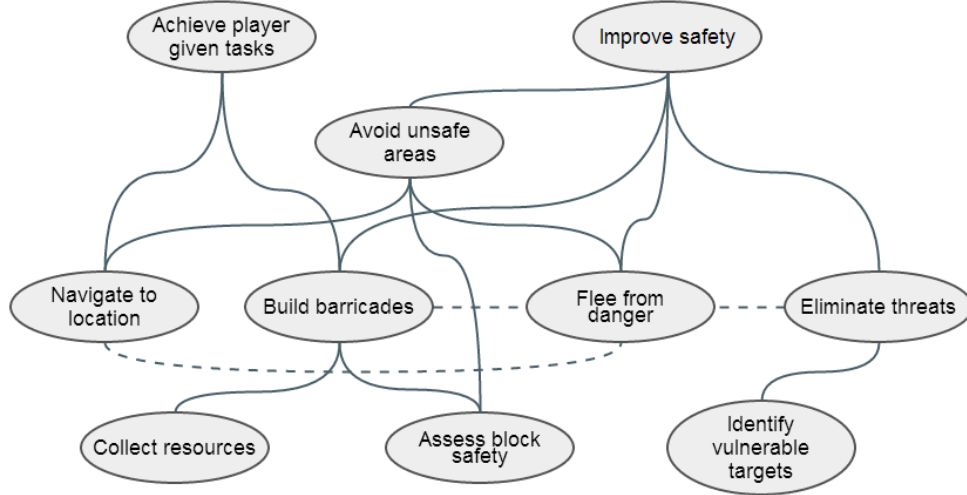 Achieve player
given tasks
Improve safety
Avoid unsafe
areas
Navigate to
location
Build barricades
Flee from
danger
Eliminate threats
Collect resources
Assess block
safety
Identify
vulnerable
targets